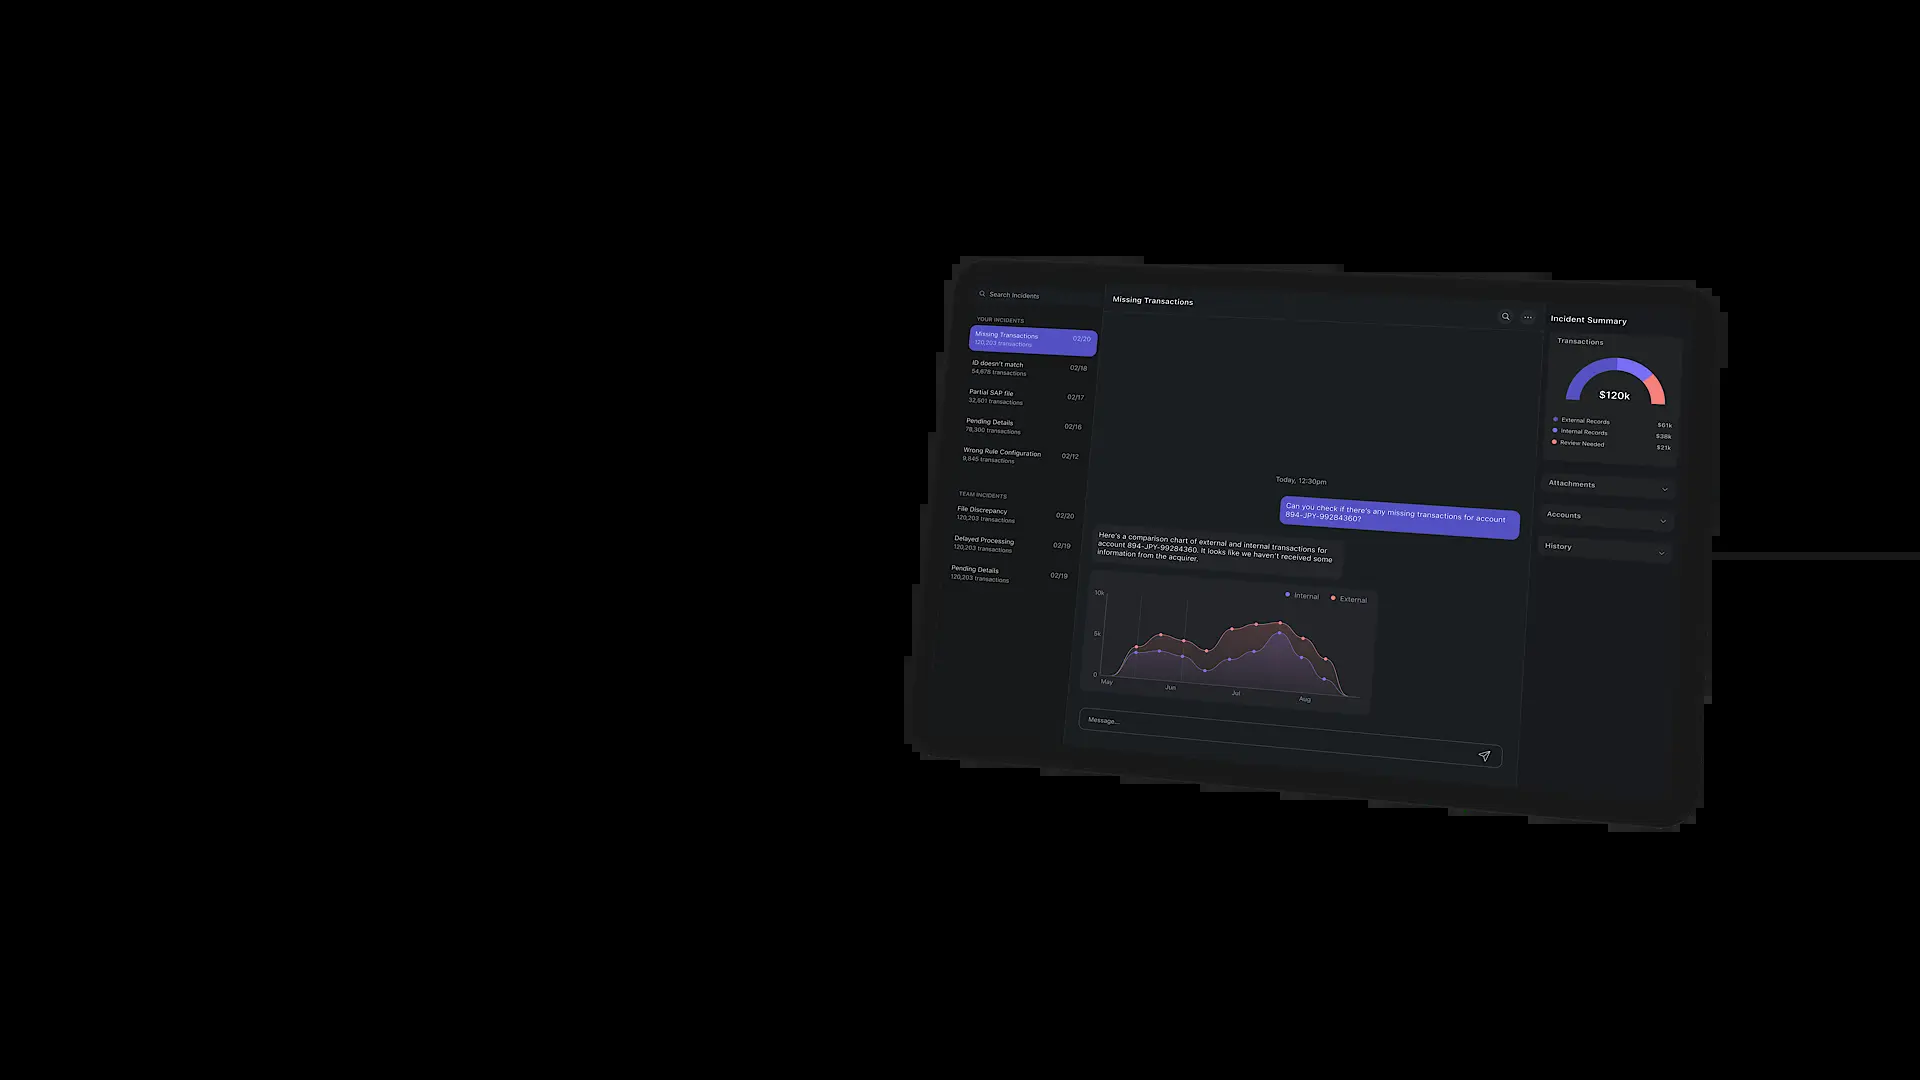 Search Incidents
YOUR INCIDENTS
Missing Transactions 02/20
120,203 transactions
ID doesn't match 02/18
54,678 transactions
Partial SAP file 02/17
32,501 transactions
Pending Details 02/16
78,300 transactions
Wrong Rule Configuration 02/12
9,845 transactions
TEAM INCIDENTS
File Discrepancy 02/20
120,203 transactions
Delayed Processing 02/19
120,203 transactions
Pending Details 02/19
120,203 transactions
Missing Transactions
Today, 12:30pm
Can you check if there's any missing transactions for account
894-JPY-99284360?
Here's a comparison chart of external and internal transactions for
account 894-JPY-99284360. It looks like we haven't received some
information from the acquirer.
Internal External
10k
5k
0
May Jun Jul Aug
Message...
Incident Summary
Transactions
$120k
External Records $61k
Internal Records $38k
Review Needed $21k
Attachments
Accounts
History